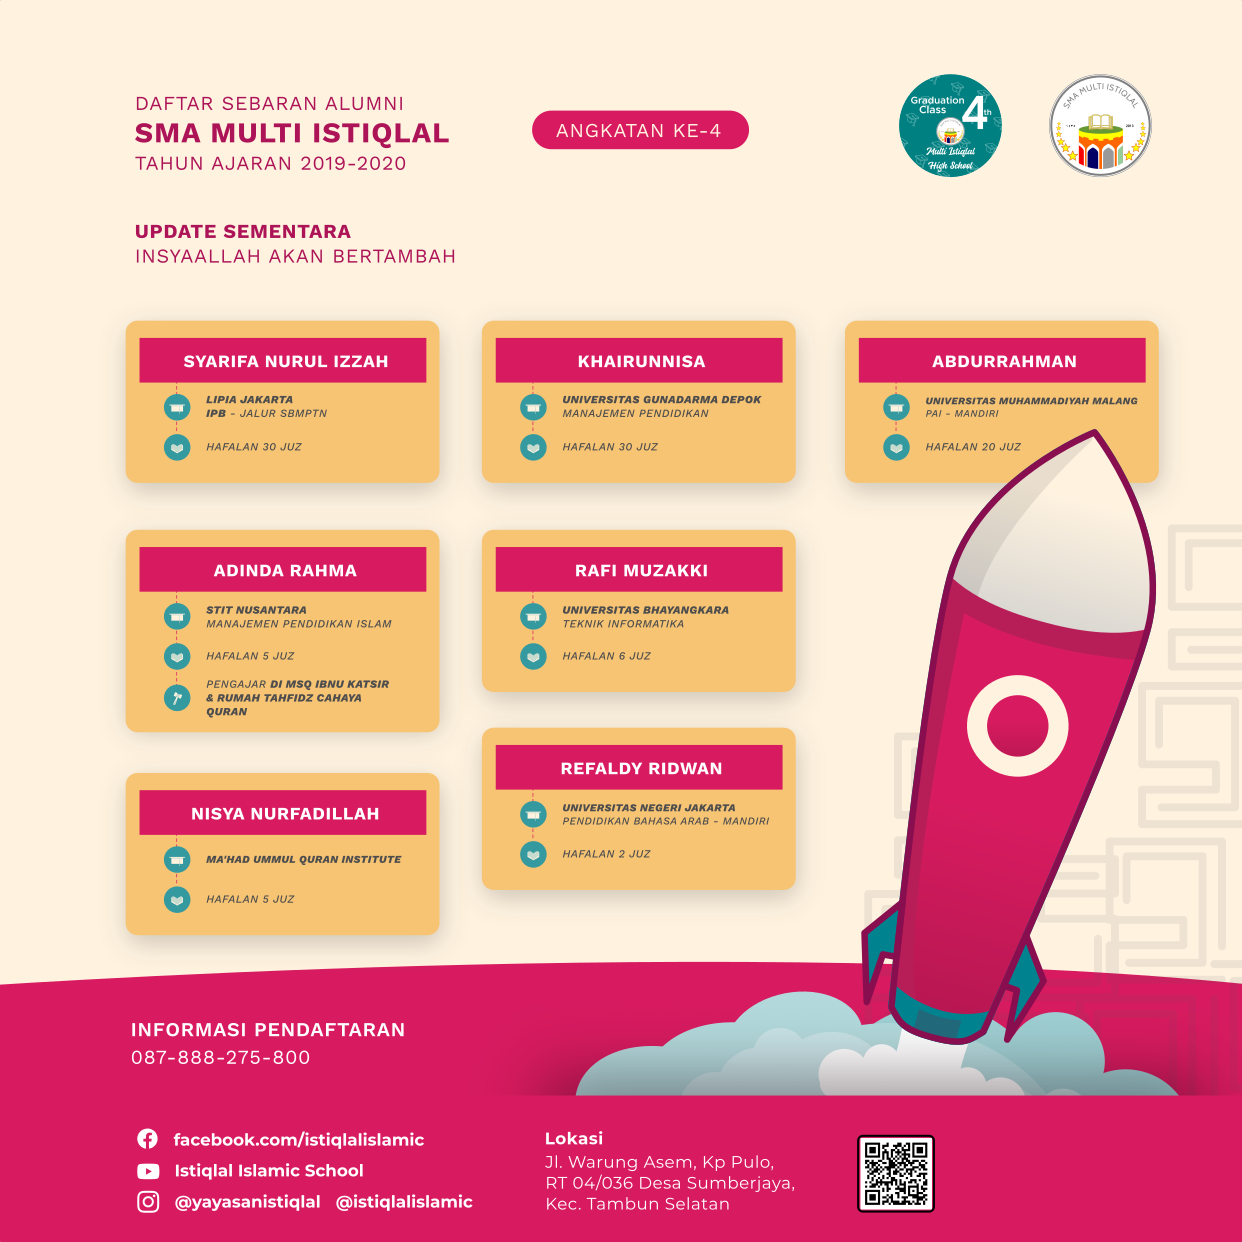 DAFTAR SEBARAN ALUMNI
SMA MULTI ISTIQLAL
TAHUN AJARAN 2019-2020
ANGKATAN KE-4
Graduation
Class
4th
Multi Istiqlal
High School
SMA MULTI ISTIQLAL
UPDATE SEMENTARA
INSYAALLAH AKAN BERTAMBAH
SYARIFA NURUL IZZAH
LIPIA JAKARTA
IPB - JALUR SBMPTN
HAFALAN 30 JUZ
KHAIRUNNISA
UNIVERSITAS GUNADARMA DEPOK
MANAJEMEN PENDIDIKAN
HAFALAN 30 JUZ
ABDURRAHMAN
UNIVERSITAS MUHAMMADIYAH MALANG
PAI - MANDIRI
HAFALAN 20 JUZ
ADINDA RAHMA
STIT NUSANTARA
MANAJEMEN PENDIDIKAN ISLAM
HAFALAN 5 JUZ
PENGAJAR DI MSQ IBNU KATSIR
& RUMAH TAHFIDZ CAHAYA
QURAN
RAFI MUZAKKI
UNIVERSITAS BHAYANGKARA
TEKNIK INFORMATIKA
HAFALAN 6 JUZ
NISYA NURFADILLAH
MA'HAD UMMUL QURAN INSTITUTE
HAFALAN 5 JUZ
REFALDY RIDWAN
UNIVERSITAS NEGERI JAKARTA
PENDIDIKAN BAHASA ARAB - MANDIRI
HAFALAN 2 JUZ
INFORMASI PENDAFTARAN
087-888-275-800
facebook.com/istiqlalislamic
Istiqlal Islamic School
@yayasanistiqlal @istiqlalislamic
Lokasi
Jl. Warung Asem, Kp Pulo,
RT 04/036 Desa Sumberjaya,
Kec. Tambun Selatan